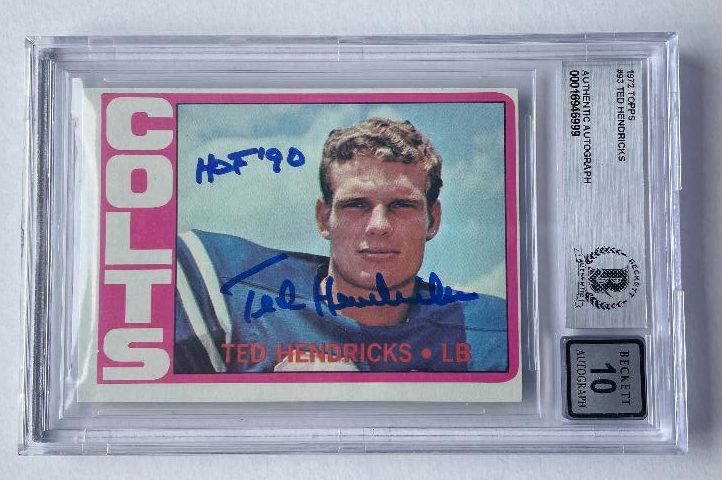 COLTS
HOF '90
Ted Hendricks
TED HENDRICKS • LB
1972 TOPPS
#93 TED HENDRICKS
AUTHENTIC AUTOGRAPH
00016946999
BECKETT
BECKETT
10
AUTOGRAPH